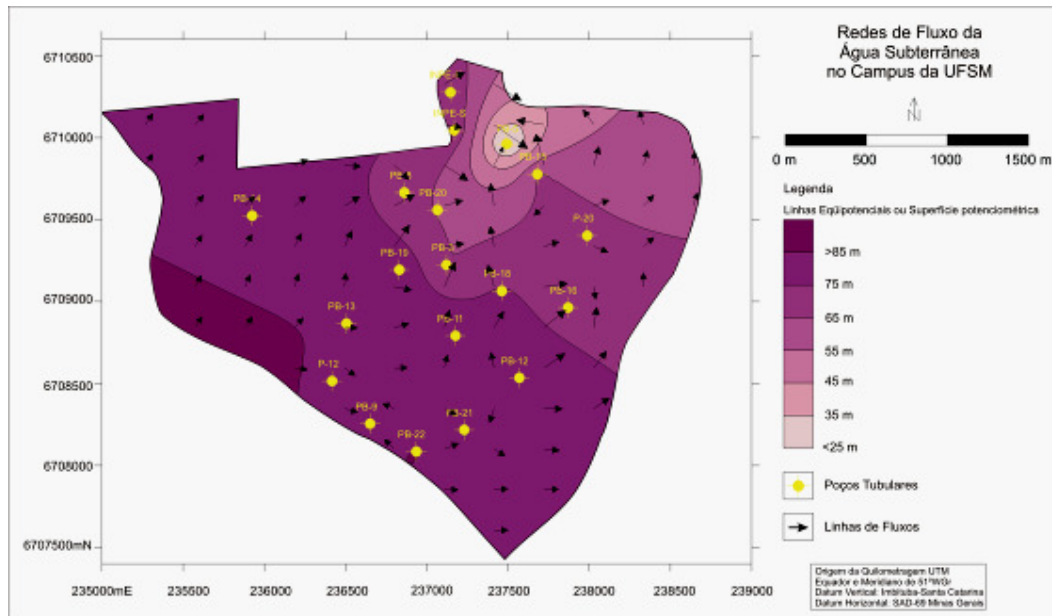 Redes de Fluxo da
Água Subterrânea
no Campus da UFSM
N
0 m 500 1000 1500 m
Legenda
Linhas Eqüipotenciais ou Superfície potenciométrica
>85 m
75 m
65 m
55 m
45 m
35 m
<25 m
Poços Tubulares
Linhas de Fluxos
Origem da Quilometragem UTM
Equador e Meridiano de 51°WGr
Datum Vertical: Imbituba-Santa Catarina
Datum Horizontal: SAD-69 Minas Gerais
6710500
6710000
6709500
6709000
6708500
6708000
6707500mN
235000mE 235500 236000 236500 237000 237500 238000 238500 239000
PB-15
PB-20
P-20
PB-19
PB-18
PB-16
PB-13
PB-11
P-12
PB-12
PB-9
PB-22